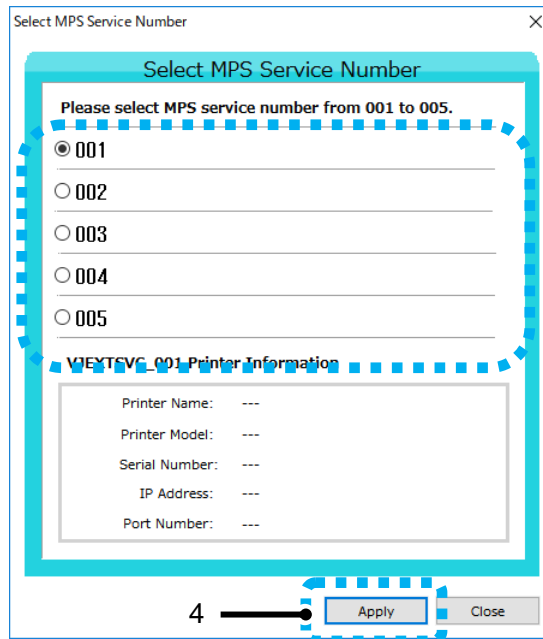 Select MPS Service Number
Select MPS Service Number
Please select MPS service number from 001 to 005.
001
002
003
004
005
VJEXTSVC_001 Printer Information
Printer Name: ---
Printer Model: ---
Serial Number: ---
IP Address: ---
Port Number: ---
4 Apply Close